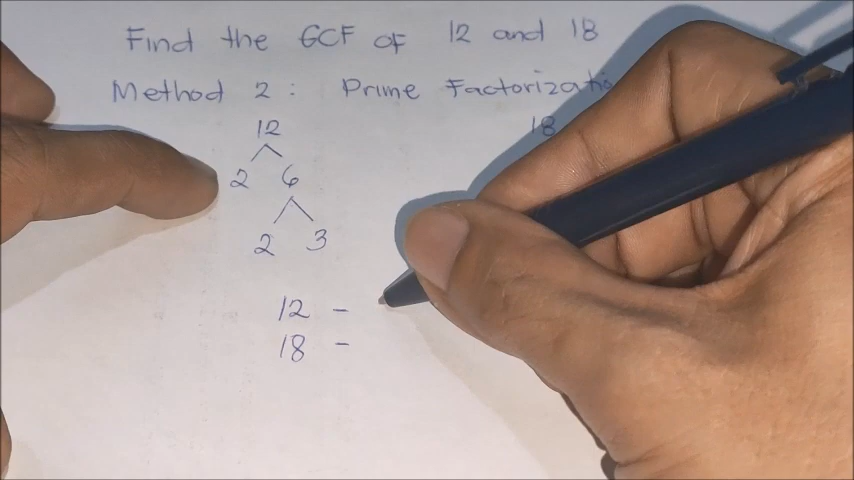 Find the GCF OF 12 and 18
Method 2: Prime Factorizatio
12 18
2 6
2 3
12 -
18 -